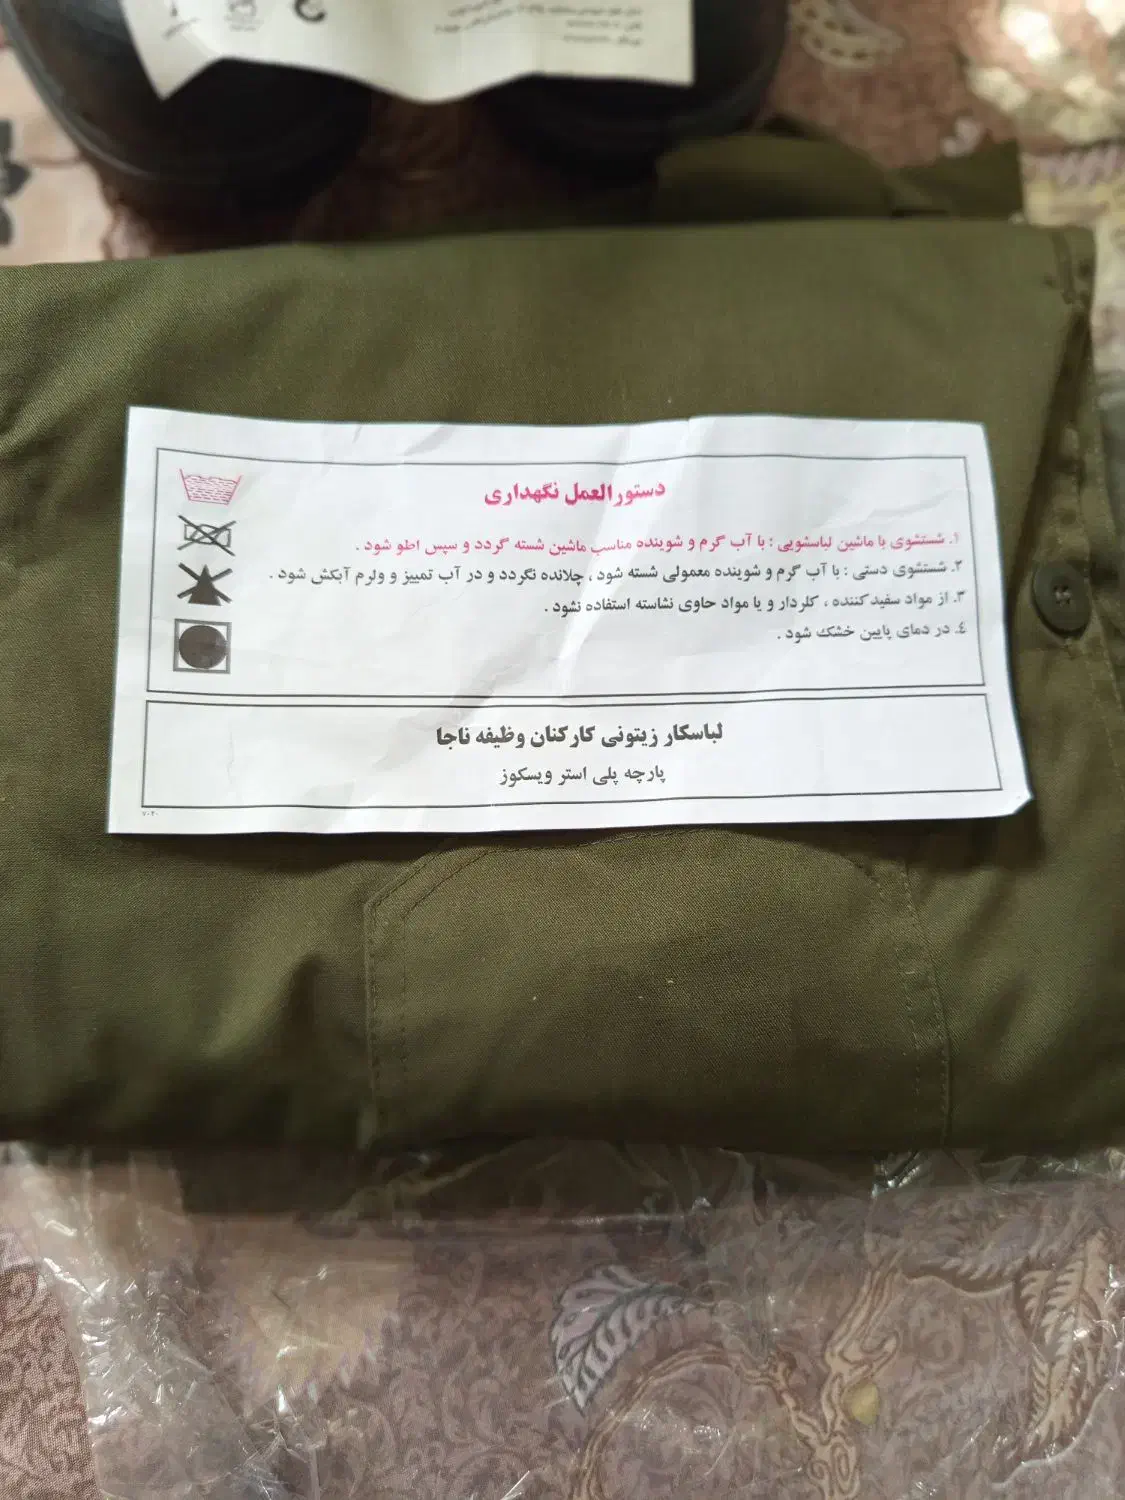 دستورالعمل نگهداری
۱. شستشوی با ماشین لباسشویی : با آب گرم و شوینده مناسب ماشین شسته گردد و سپس اطو شود .
۲. شستشوی دستی : با آب گرم و شوینده معمولی شسته شود ، چلانده نگردد و در آب تمییز و ولرم آبکش شود .
۳. از مواد سفید کننده ، کلردار و یا مواد حاوی نشاسته استفاده نشود .
٤. در دمای پایین خشک شود .
لباسکار زیتونی کارکنان وظیفه ناجا
پارچه پلی استر ویسکوز